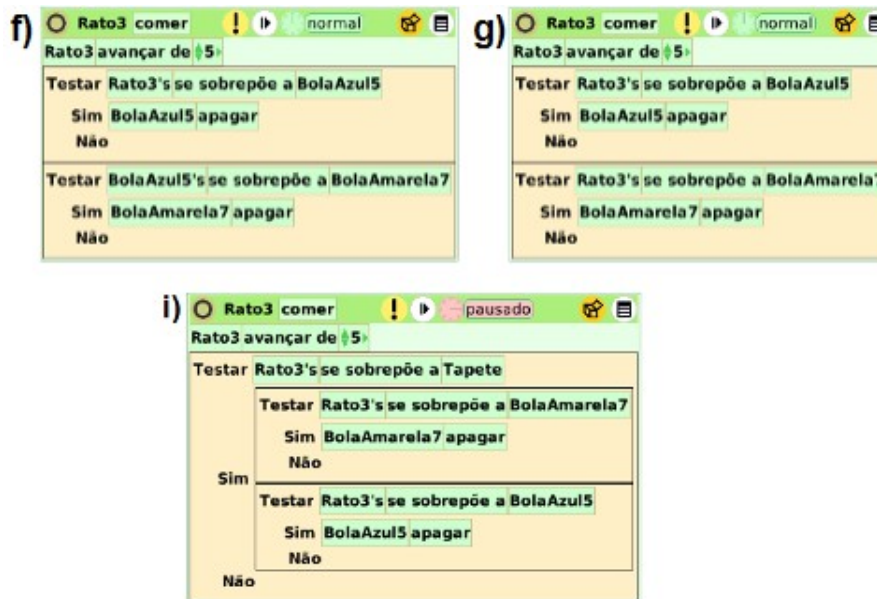 f)
Rato3 comer ! normal
Rato3 avançar de 5
Testar Rato3's se sobrepõe a BolaAzul5
Sim BolaAzul5 apagar
Não
Testar BolaAzul5's se sobrepõe a BolaAmarela7
Sim BolaAmarela7 apagar
Não
g)
Rato3 comer ! normal
Rato3 avançar de 5
Testar Rato3's se sobrepõe a BolaAzul5
Sim BolaAzul5 apagar
Não
Testar Rato3's se sobrepõe a BolaAmarela7
Sim BolaAmarela7 apagar
Não
i)
Rato3 comer ! pausado
Rato3 avançar de 5
Testar Rato3's se sobrepõe a Tapete
Testar Rato3's se sobrepõe a BolaAmarela7
Sim BolaAmarela7 apagar
Não
Sim
Testar Rato3's se sobrepõe a BolaAzul5
Sim BolaAzul5 apagar
Não
Não